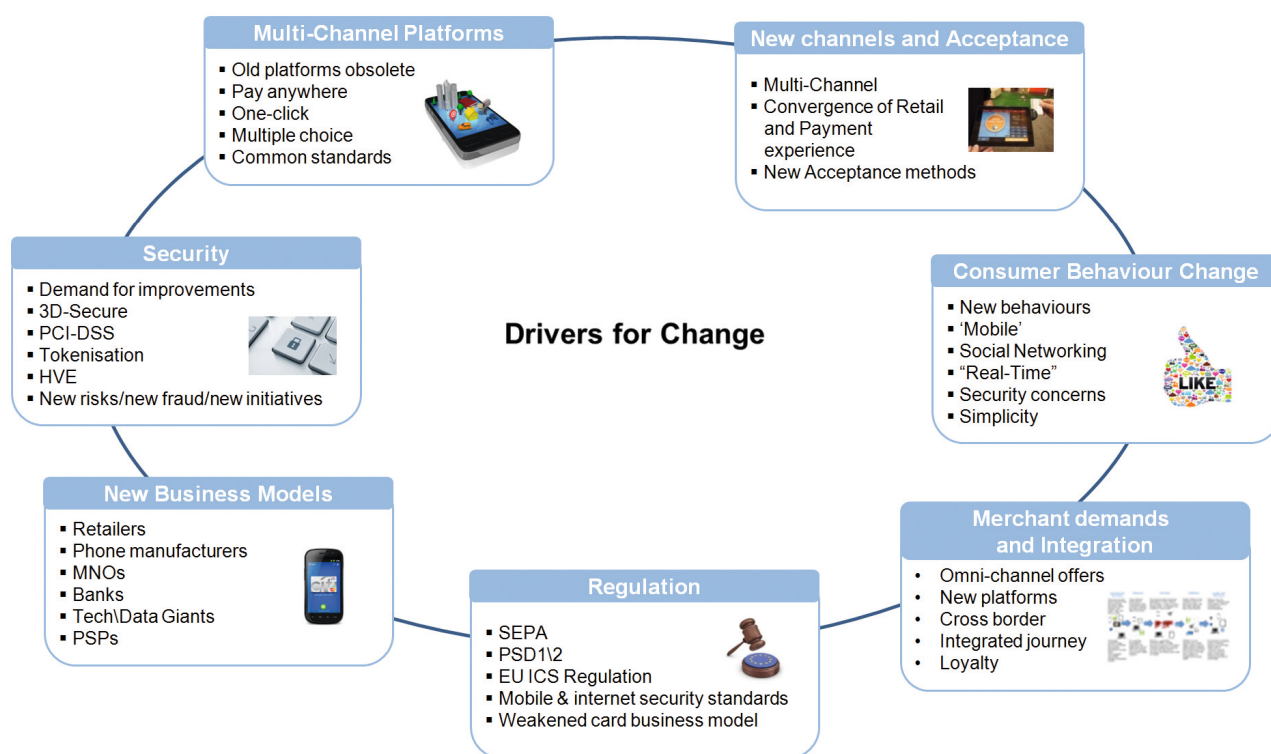 Multi-Channel Platforms
▪ Old platforms obsolete
▪ Pay anywhere
▪ One-click
▪ Multiple choice
▪ Common standards
New channels and Acceptance
▪ Multi-Channel
▪ Convergence of Retail
and Payment
experience
▪ New Acceptance methods
Security
▪ Demand for improvements
▪ 3D-Secure
▪ PCI-DSS
▪ Tokenisation
▪ HVE
▪ New risks/new fraud/new initiatives
Drivers for Change
Consumer Behaviour Change
▪ New behaviours
▪ ‘Mobile’
▪ Social Networking
▪ “Real-Time”
▪ Security concerns
▪ Simplicity
LIKE
New Business Models
▪ Retailers
▪ Phone manufacturers
▪ MNOs
▪ Banks
▪ Tech\Data Giants
▪ PSPs
Regulation
▪ SEPA
▪ PSD1\2
▪ EU ICS Regulation
▪ Mobile & internet security standards
▪ Weakened card business model
Merchant demands
and Integration
• Omni-channel offers
• New platforms
• Cross border
• Integrated journey
• Loyalty